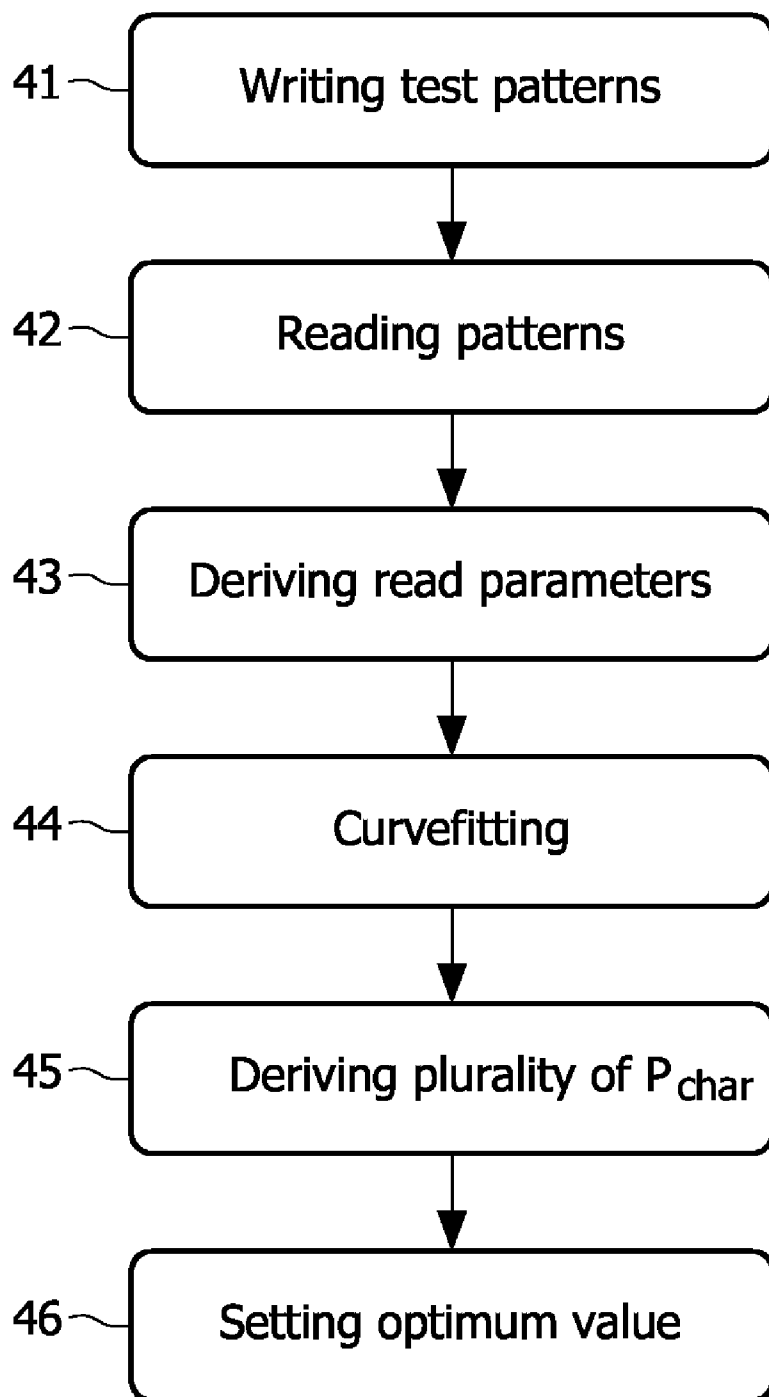 41 Writing test patterns
42 Reading patterns
43 Deriving read parameters
44 Curvefitting
45 Deriving plurality of Pchar
46 Setting optimum value